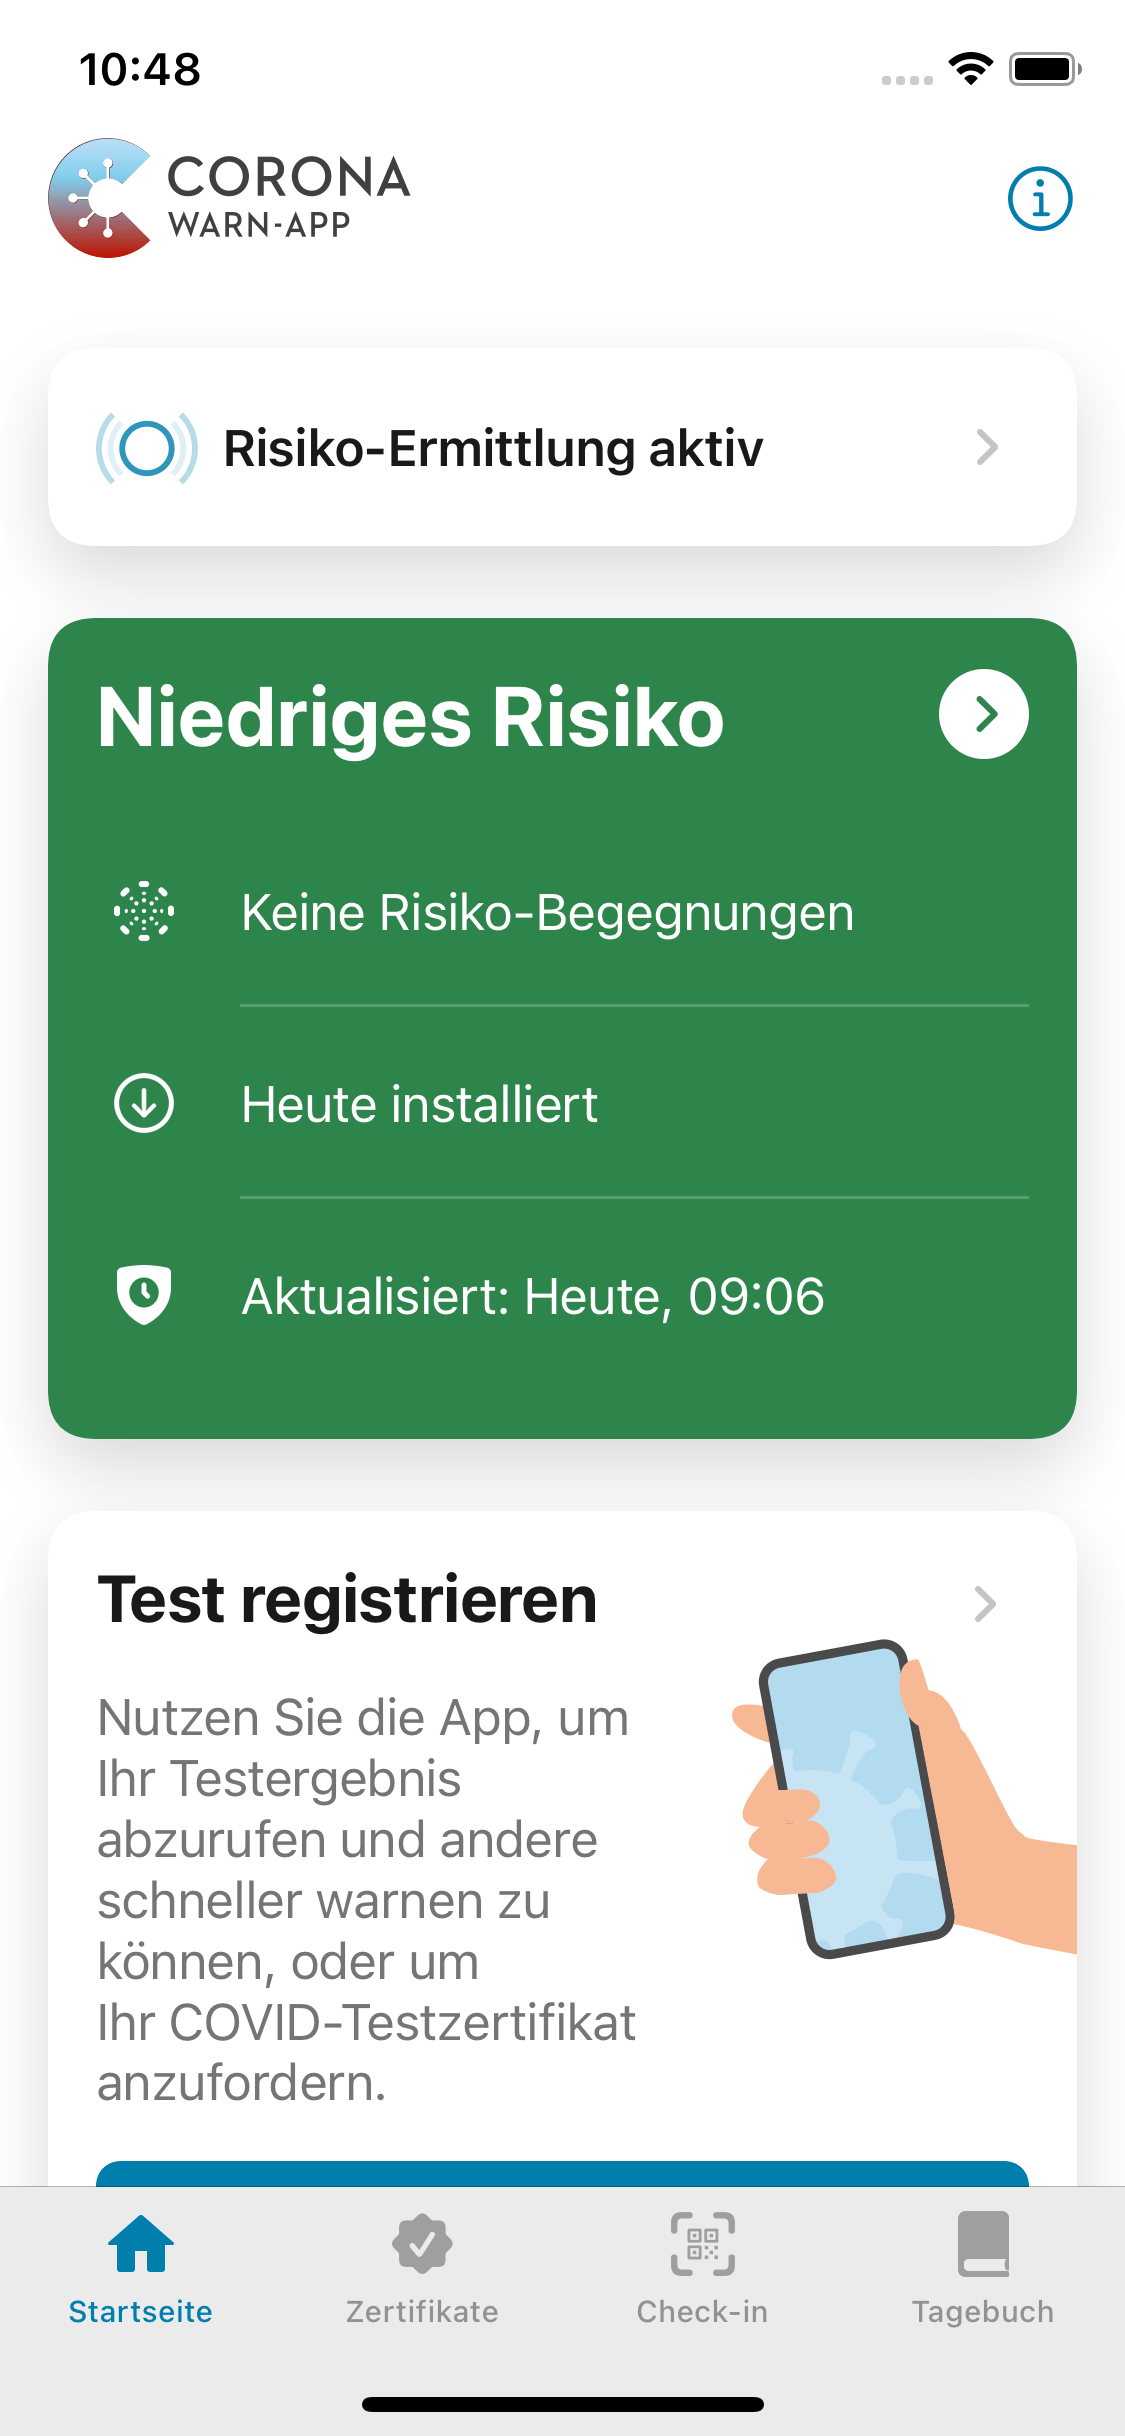 10:48
CORONA
WARN-APP
Risiko-Ermittlung aktiv
Niedriges Risiko
Keine Risiko-Begegnungen
Heute installiert
Aktualisiert: Heute, 09:06
Test registrieren
Nutzen Sie die App, um
Ihr Testergebnis
abzurufen und andere
schneller warnen zu
können, oder um
Ihr COVID-Testzertifikat
anzufordern.
Startseite
Zertifikate
Check-in
Tagebuch